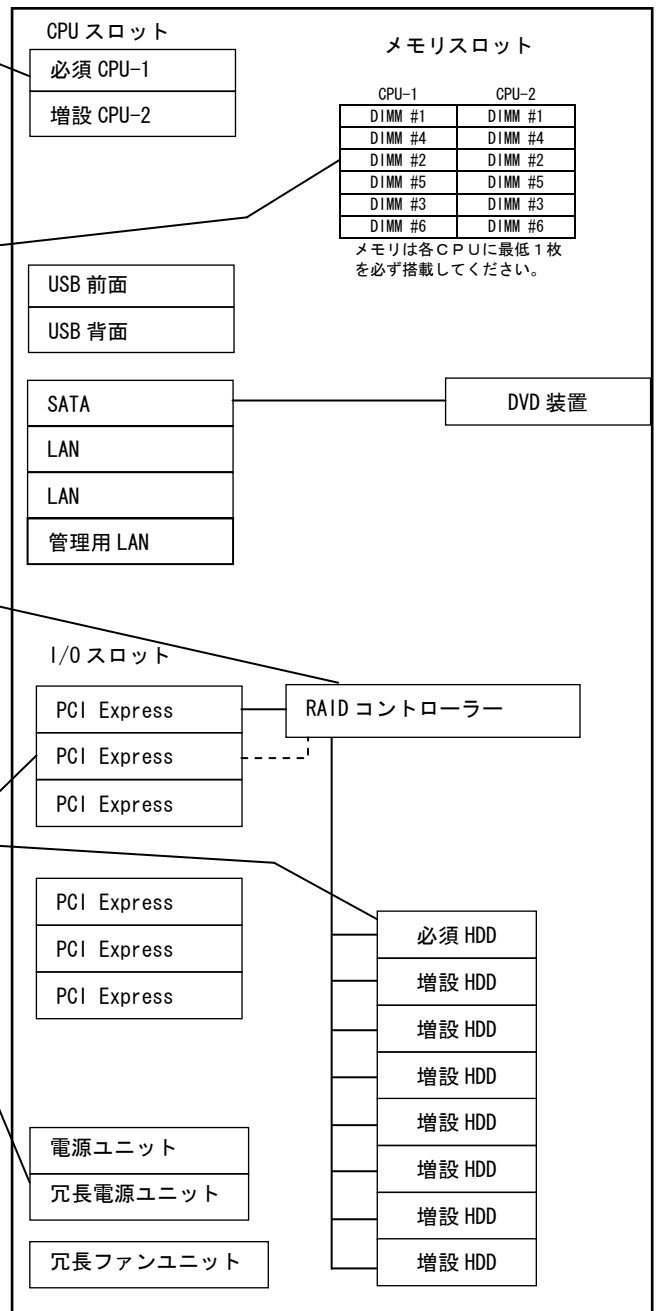 CPU スロット
必須 CPU-1
増設 CPU-2
メモリスロット
CPU-1 CPU-2
DIMM #1 DIMM #1
DIMM #4 DIMM #4
DIMM #2 DIMM #2
DIMM #5 DIMM #5
DIMM #3 DIMM #3
DIMM #6 DIMM #6
メモリは各ＣＰＵに最低１枚
を必ず搭載してください。
USB 前面
USB 背面
SATA
DVD 装置
LAN
LAN
管理用 LAN
I/O スロット
PCI Express
RAID コントローラー
PCI Express
PCI Express
PCI Express
PCI Express
PCI Express
必須 HDD
増設 HDD
増設 HDD
増設 HDD
増設 HDD
増設 HDD
増設 HDD
増設 HDD
電源ユニット
冗長電源ユニット
冗長ファンユニット